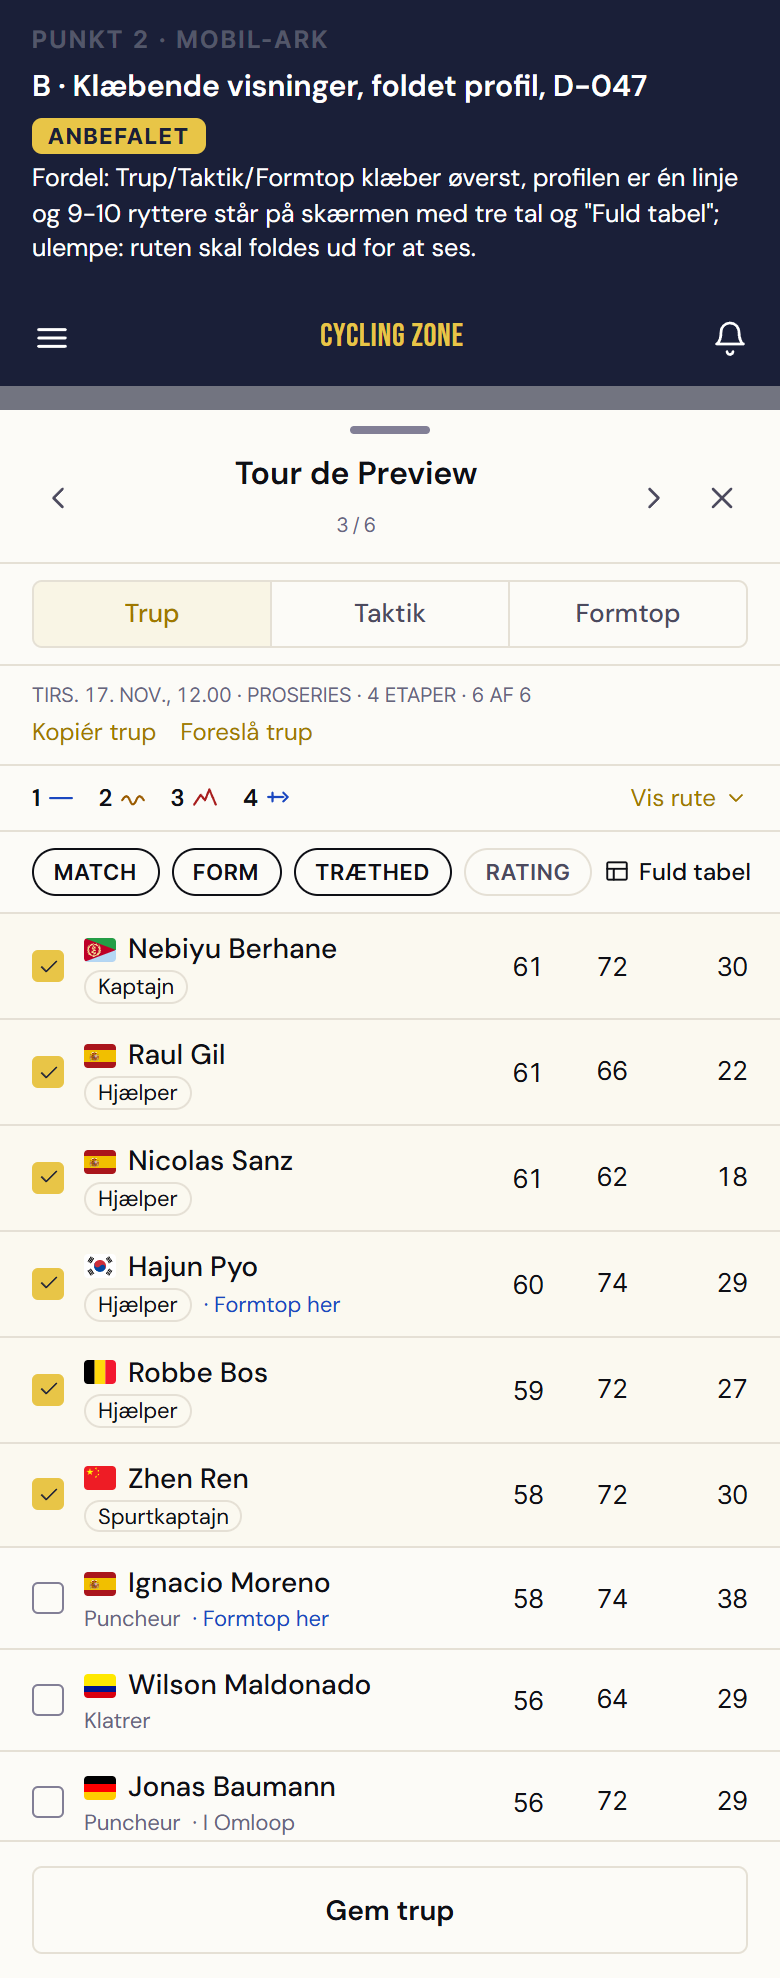 PUNKT 2 · MOBIL-ARK
B · Klæbende visninger, foldet profil, D-047
ANBEFALET
Fordel: Trup/Taktik/Formtop klæber øverst, profilen er én linje
og 9-10 ryttere står på skærmen med tre tal og "Fuld tabel";
ulempe: ruten skal foldes ud for at ses.
CYCLING ZONE
Tour de Preview
3 / 6
Trup Taktik Formtop
TIRS. 17. NOV., 12.00 · PROSERIES · 4 ETAPER · 6 AF 6
Kopiér trup Foreslå trup
1 2 3 4 Vis rute
MATCH FORM TRÆTHED RATING Fuld tabel
Nebiyu Berhane 61 72 30
Kaptajn
Raul Gil 61 66 22
Hjælper
Nicolas Sanz 61 62 18
Hjælper
Hajun Pyo 60 74 29
Hjælper · Formtop her
Robbe Bos 59 72 27
Hjælper
Zhen Ren 58 72 30
Spurtkaptajn
Ignacio Moreno 58 74 38
Puncheur · Formtop her
Wilson Maldonado 56 64 29
Klatrer
Jonas Baumann 56 72 29
Puncheur · I Omloop
Gem trup